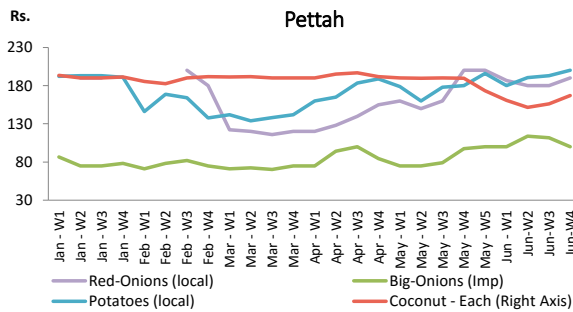 Pettah
Rs.
230
180
130
80
30
Jan - W1
Jan - W2
Jan - W3
Jan - W4
Feb - W1
Feb - W2
Feb - W3
Feb - W4
Mar - W1
Mar - W2
Mar - W3
Mar - W4
Apr - W1
Apr - W2
Apr - W3
Apr - W4
May - W1
May - W2
May - W3
May - W4
May - W5
Jun - W1
Jun-W2
Jun-W3
Jun-W4
Red-Onions (local)
Big-Onions (Imp)
Potatoes (local)
Coconut - Each (Right Axis)